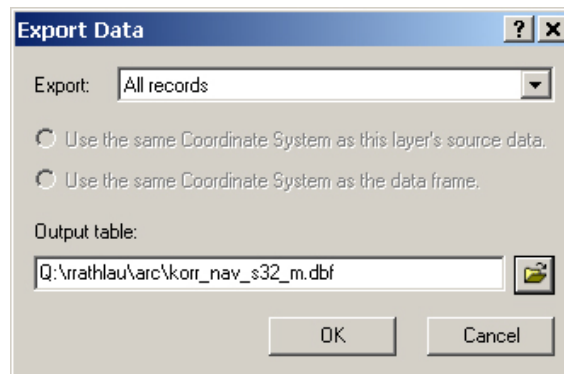 Export Data
Export: All records
Use the same Coordinate System as this layer's source data.
Use the same Coordinate System as the data frame.
Output table:
Q:\rrathlau\arc\korr_nav_s32_m.dbf
OK Cancel